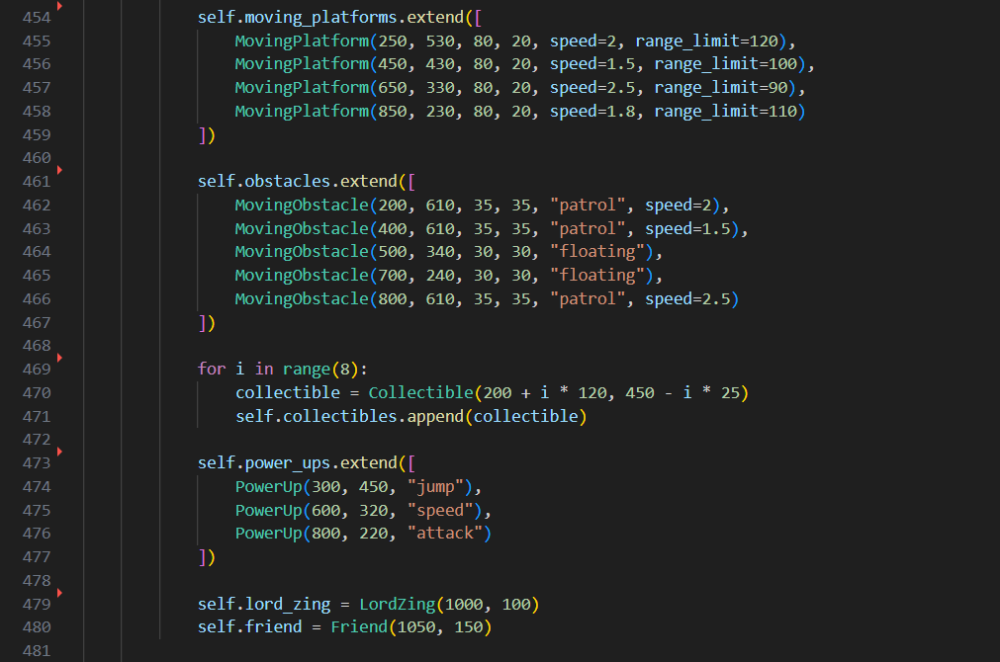 454 self.moving_platforms.extend([
455 MovingPlatform(250, 530, 80, 20, speed=2, range_limit=120),
456 MovingPlatform(450, 430, 80, 20, speed=1.5, range_limit=100),
457 MovingPlatform(650, 330, 80, 20, speed=2.5, range_limit=90),
458 MovingPlatform(850, 230, 80, 20, speed=1.8, range_limit=110)
459 ])
460
461 self.obstacles.extend([
462 MovingObstacle(200, 610, 35, 35, "patrol", speed=2),
463 MovingObstacle(400, 610, 35, 35, "patrol", speed=1.5),
464 MovingObstacle(500, 340, 30, 30, "floating"),
465 MovingObstacle(700, 240, 30, 30, "floating"),
466 MovingObstacle(800, 610, 35, 35, "patrol", speed=2.5)
467 ])
468
469 for i in range(8):
470 collectible = Collectible(200 + i * 120, 450 - i * 25)
471 self.collectibles.append(collectible)
472
473 self.power_ups.extend([
474 PowerUp(300, 450, "jump"),
475 PowerUp(600, 320, "speed"),
476 PowerUp(800, 220, "attack")
477 ])
478
479 self.lord_zing = LordZing(1000, 100)
480 self.friend = Friend(1050, 150)
481